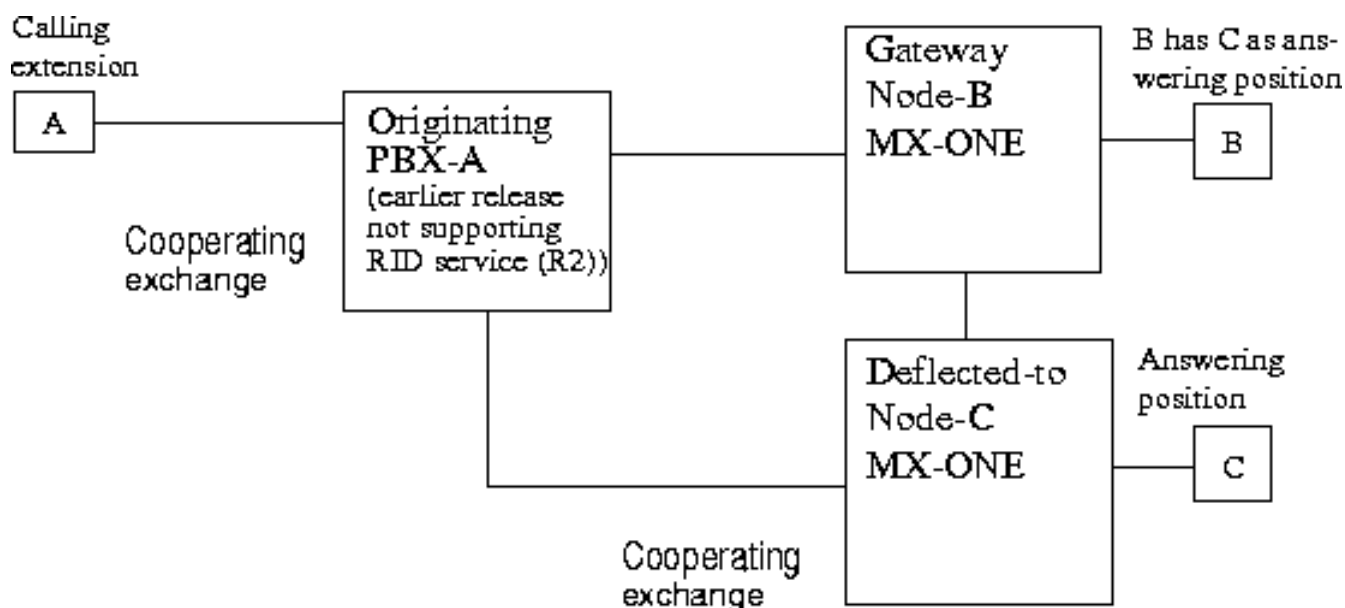 Calling
extension
A
Originating
PBX-A
(earlier release
not supporting
RID service (R2))
Cooperating
exchange
Gateway
Node-B
MX-ONE
B has C as ans-
wering position
B
Deflected-to
Node-C
MX-ONE
Answering
position
C
Cooperating
exchange